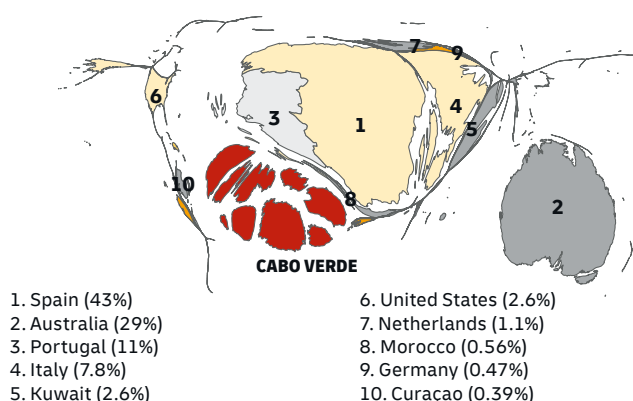 7
9
6
4
3
1
5
10
8
2
CABO VERDE
1. Spain (43%)
2. Australia (29%)
3. Portugal (11%)
4. Italy (7.8%)
5. Kuwait (2.6%)
6. United States (2.6%)
7. Netherlands (1.1%)
8. Morocco (0.56%)
9. Germany (0.47%)
10. Curaçao (0.39%)